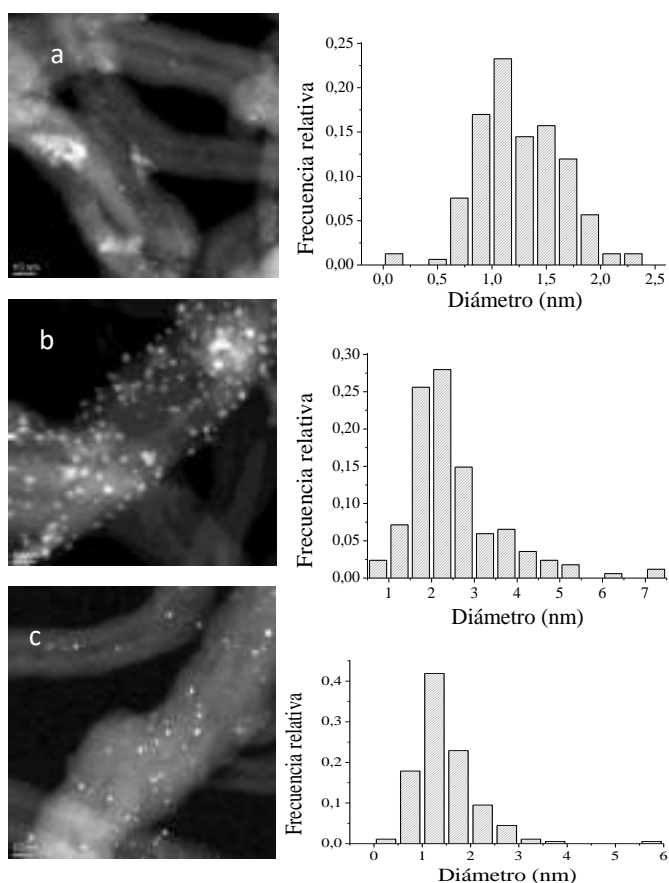 a
0,25
0,20
0,15
0,10
0,05
0,00
Frecuencia relativa
0,0 0,5 1,0 1,5 2,0 2,5
Diámetro (nm)
b
0,30
0,25
0,20
0,15
0,10
0,05
0,00
Frecuencia relativa
1 2 3 4 5 6 7
Diámetro (nm)
c
0,4
0,3
0,2
0,1
0,0
Frecuencia relativa
0 1 2 3 4 5 6
Diámetro (nm)